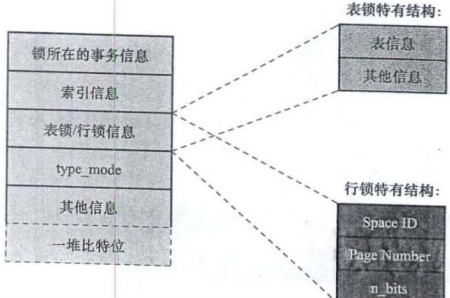 表锁特有结构:
锁所在的事务信息
索引信息
表锁/行锁信息
type_mode
其他信息
一堆比特位
表信息
其他信息
行锁特有结构:
Space ID
Page Number
n_bits